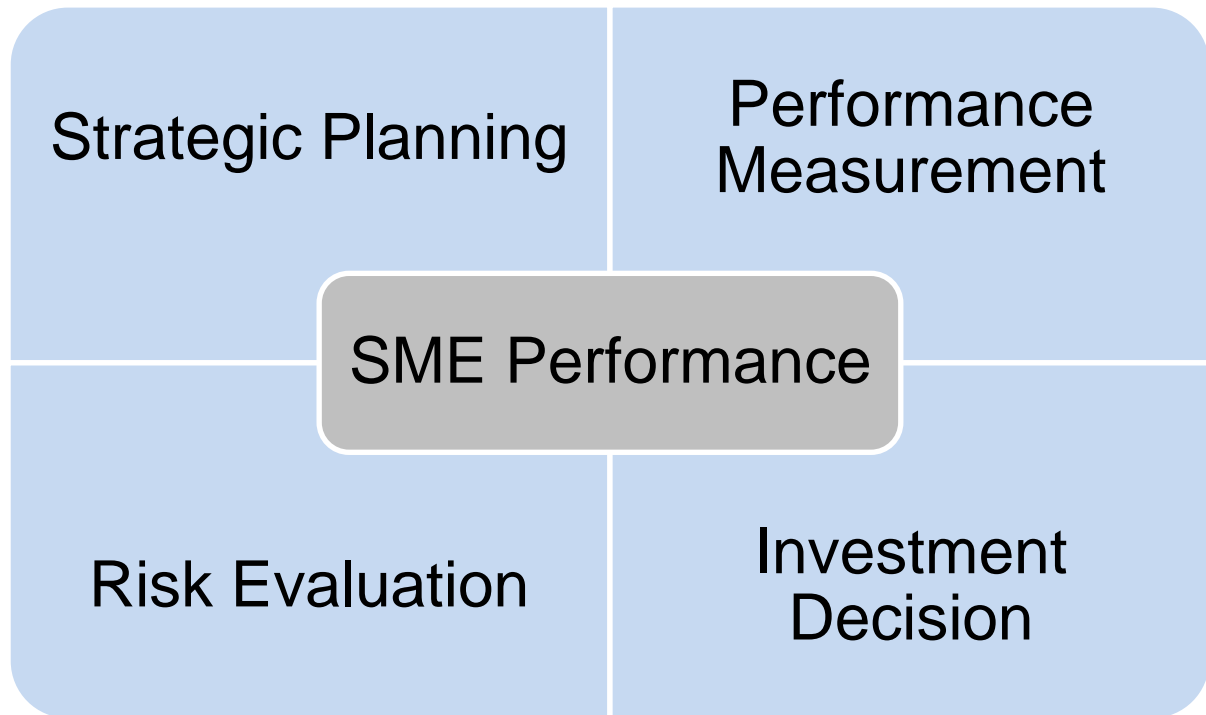 Strategic Planning
Performance
Measurement
SME Performance
Risk Evaluation
Investment
Decision